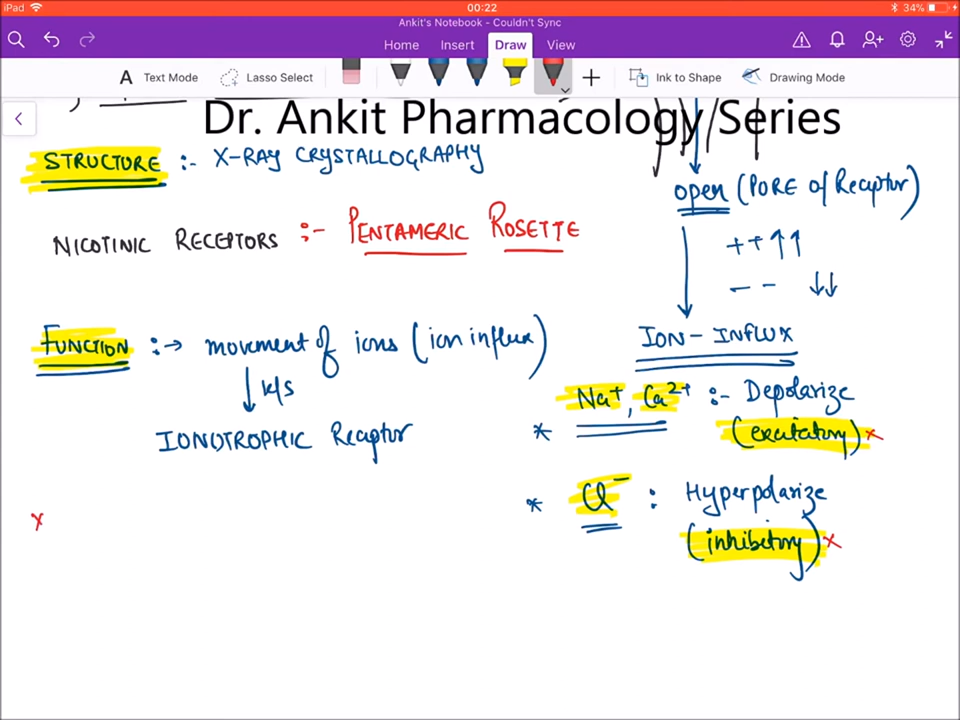 iPad 00:22 34%
Ankit's Notebook - Couldn't Sync
Home Insert Draw View
A Text Mode Lasso Select + Ink to Shape Drawing Mode
Dr. Ankit Pharmacology Series
STRUCTURE :- X-RAY CRYSTALLOGRAPHY
NICOTINIC RECEPTORS :- PENTAMERIC ROSETTE
FUNCTION :→ movement of ions (ion influx)
↓ k/s
IONOTROPHIC Receptor
open (PORE of Receptor)
++ ↑↑
-- ↓↓
ION - INFLUX
* Na+, Ca2+ :- Depolarize
(excitatory) x
* Cl- : Hyperpolarize
(inhibitory) x
x